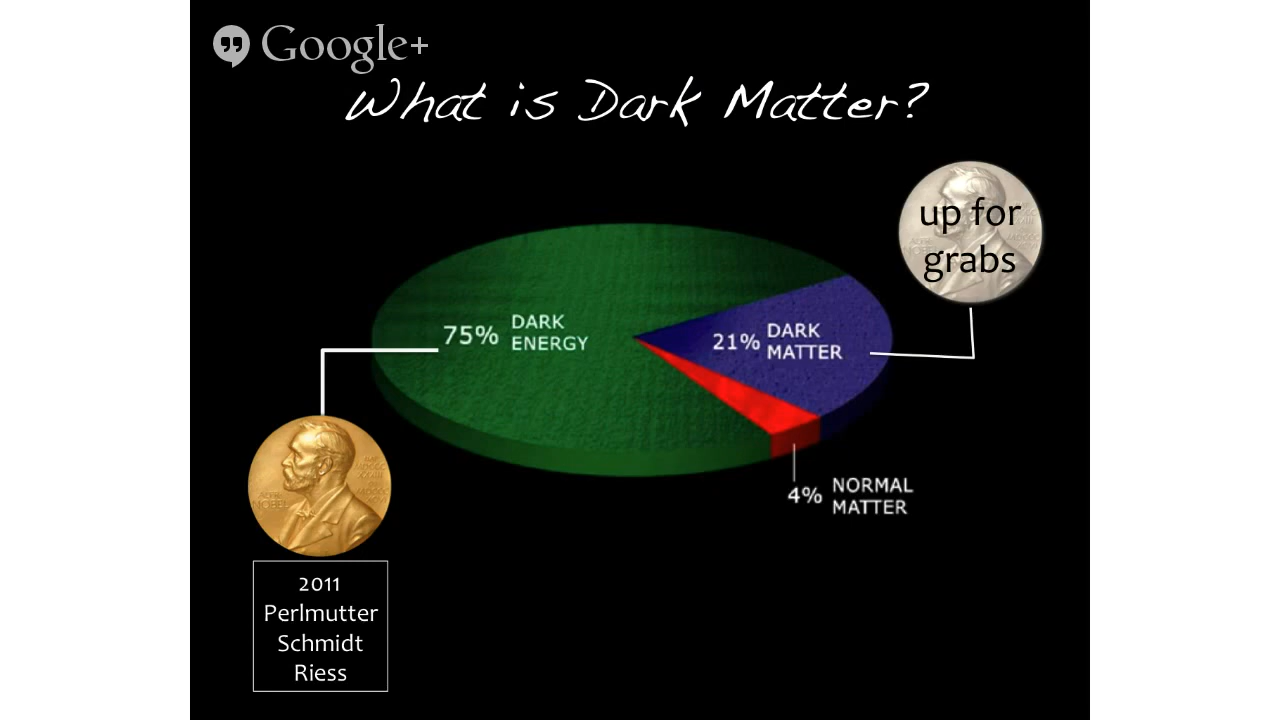 Google+
What is Dark Matter?
up for
grabs
75% DARK
ENERGY
21% DARK
MATTER
4% NORMAL
MATTER
2011
Perlmutter
Schmidt
Riess